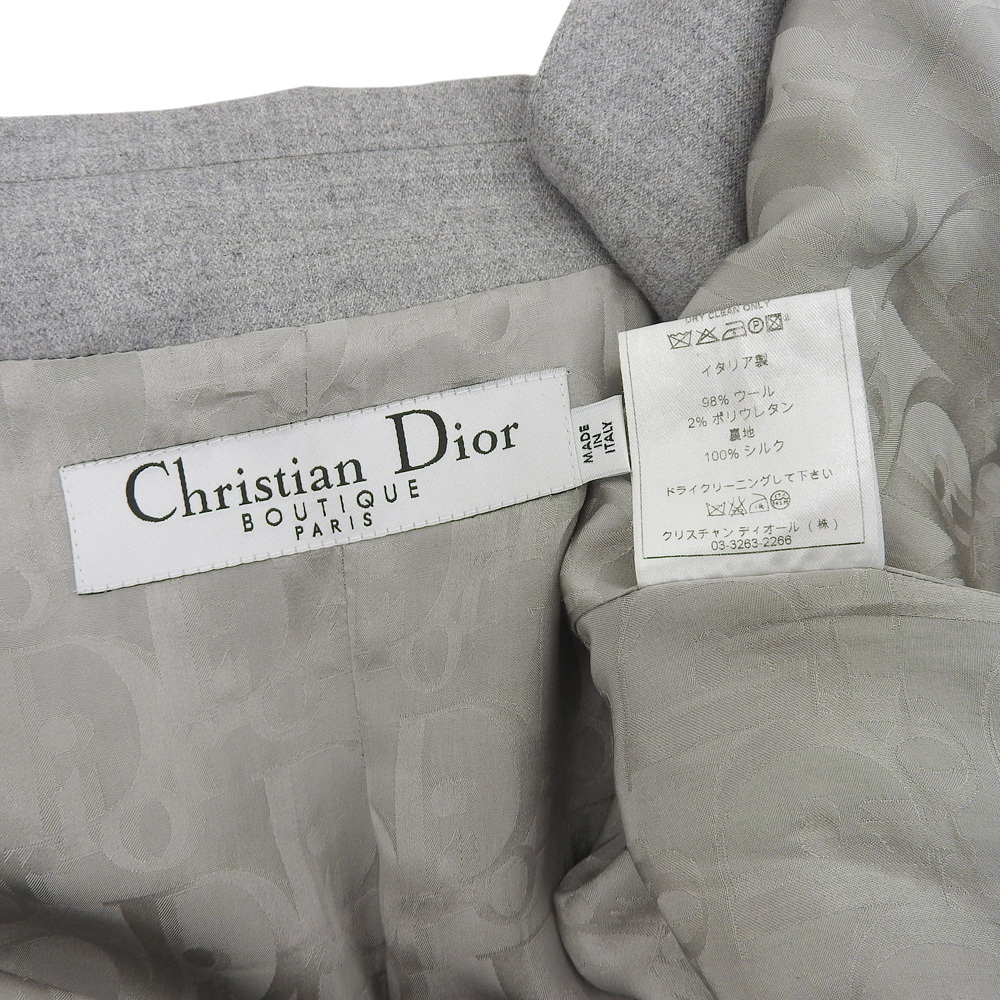 Christian Dior
BOUTIQUE
PARIS
MADE
IN
ITALY
DRY CLEAN ONLY
イタリア製
98% ウール
2% ポリウレタン
裏地
100% シルク
ドライクリーニングして下さい
クリスチャン ディオール（株）
03-3263-2266